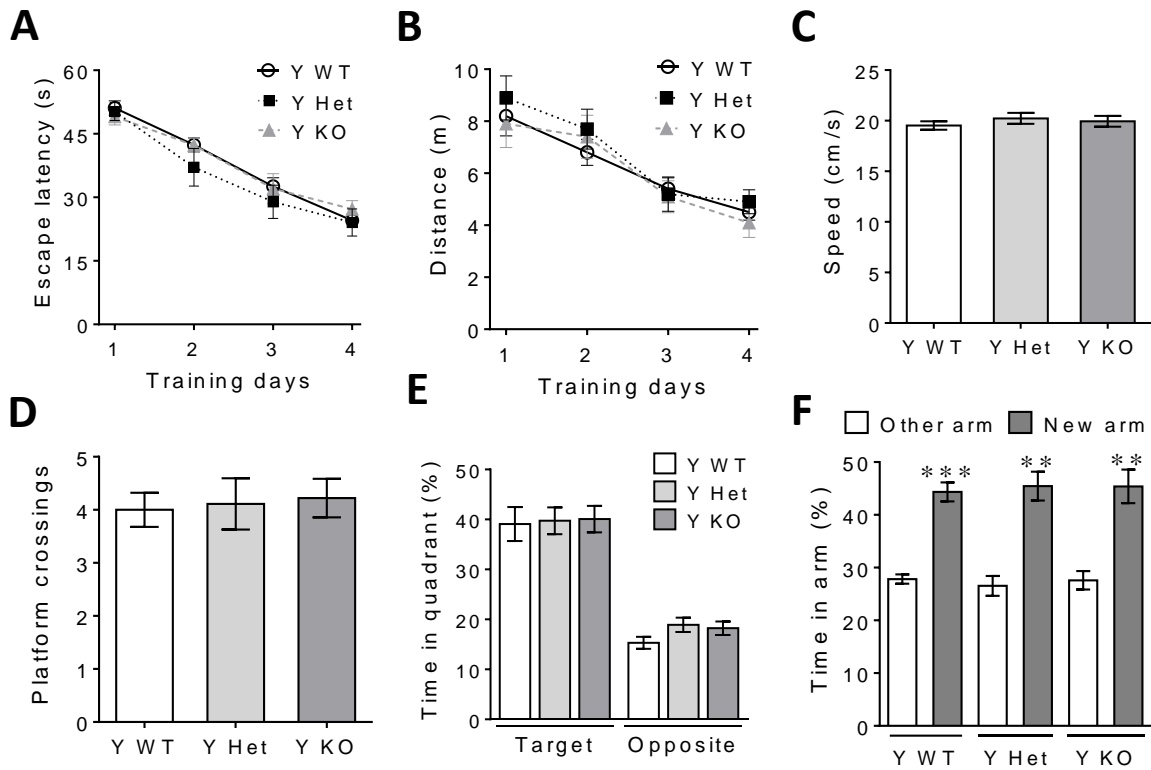 A
Escape latency (s)
60
45
30
15
0
1 2 3 4
Training days
Y WT
Y Het
Y KO
B
Distance (m)
10
8
6
4
2
0
1 2 3 4
Training days
Y WT
Y Het
Y KO
C
Speed (cm/s)
25
20
15
10
5
0
Y WT Y Het Y KO
D
Platform crossings
5
4
3
2
1
0
Y WT Y Het Y KO
E
Time in quadrant (%)
50
40
30
20
10
0
Y WT
Y Het
Y KO
Target Opposite
F
Other arm New arm
Time in arm (%)
50
40
30
20
10
0
*** ** **
Y WT Y Het Y KO